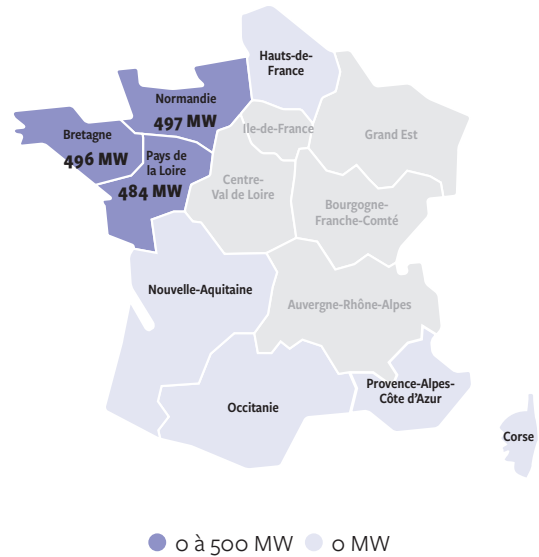 Hauts-de-
France
Normandie
497 MW
Ile-de-France
Grand Est
Bretagne
496 MW
Pays de
la Loire
484 MW
Centre-
Val de Loire
Bourgogne-
Franche-Comté
Nouvelle-Aquitaine
Auvergne-Rhône-Alpes
Provence-Alpes-
Côte d'Azur
Occitanie
Corse
0 à 500 MW
0 MW